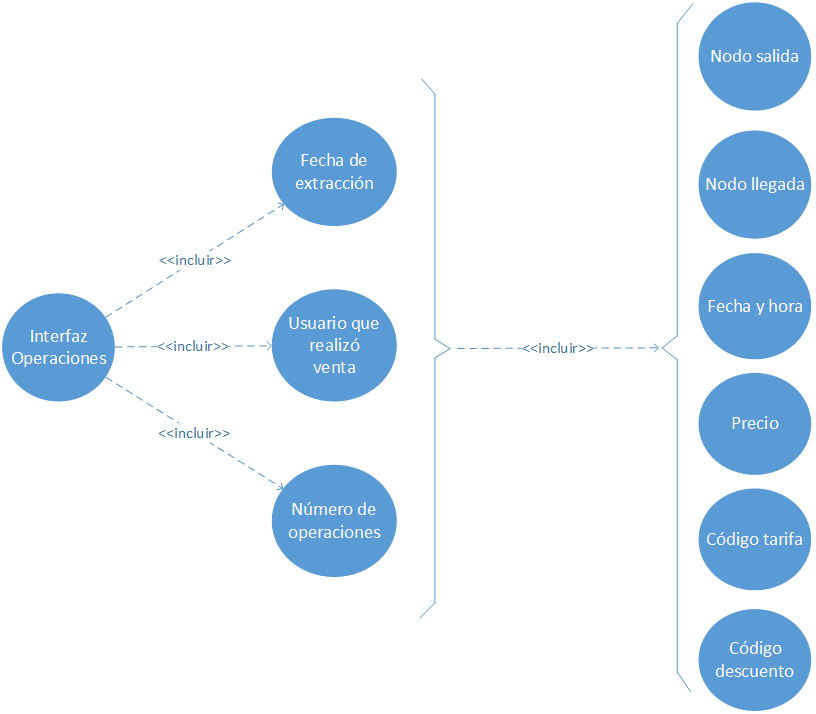 Interfaz
Operaciones
<<incluir>>
<<incluir>>
<<incluir>>
Fecha de
extracción
Usuario que
realizó
venta
Número de
operaciones
<<incluir>>
Nodo salida
Nodo llegada
Fecha y hora
Precio
Código tarifa
Código
descuento